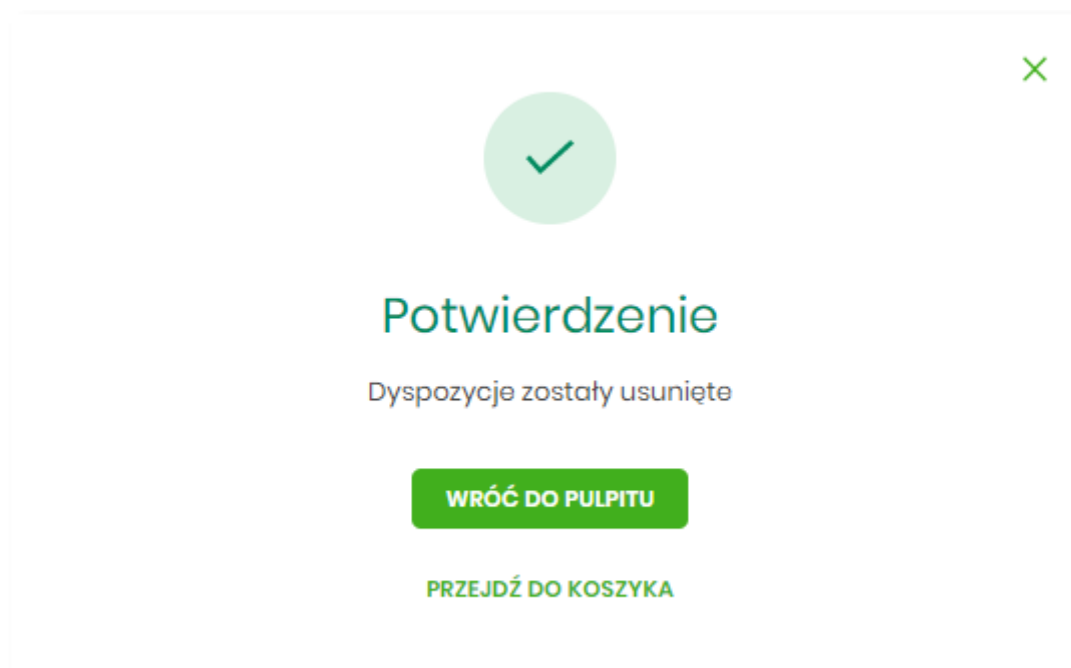 Potwierdzenie
Dyspozycje zostały usunięte
WRÓĆ DO PULPITU
PRZEJDŹ DO KOSZYKA